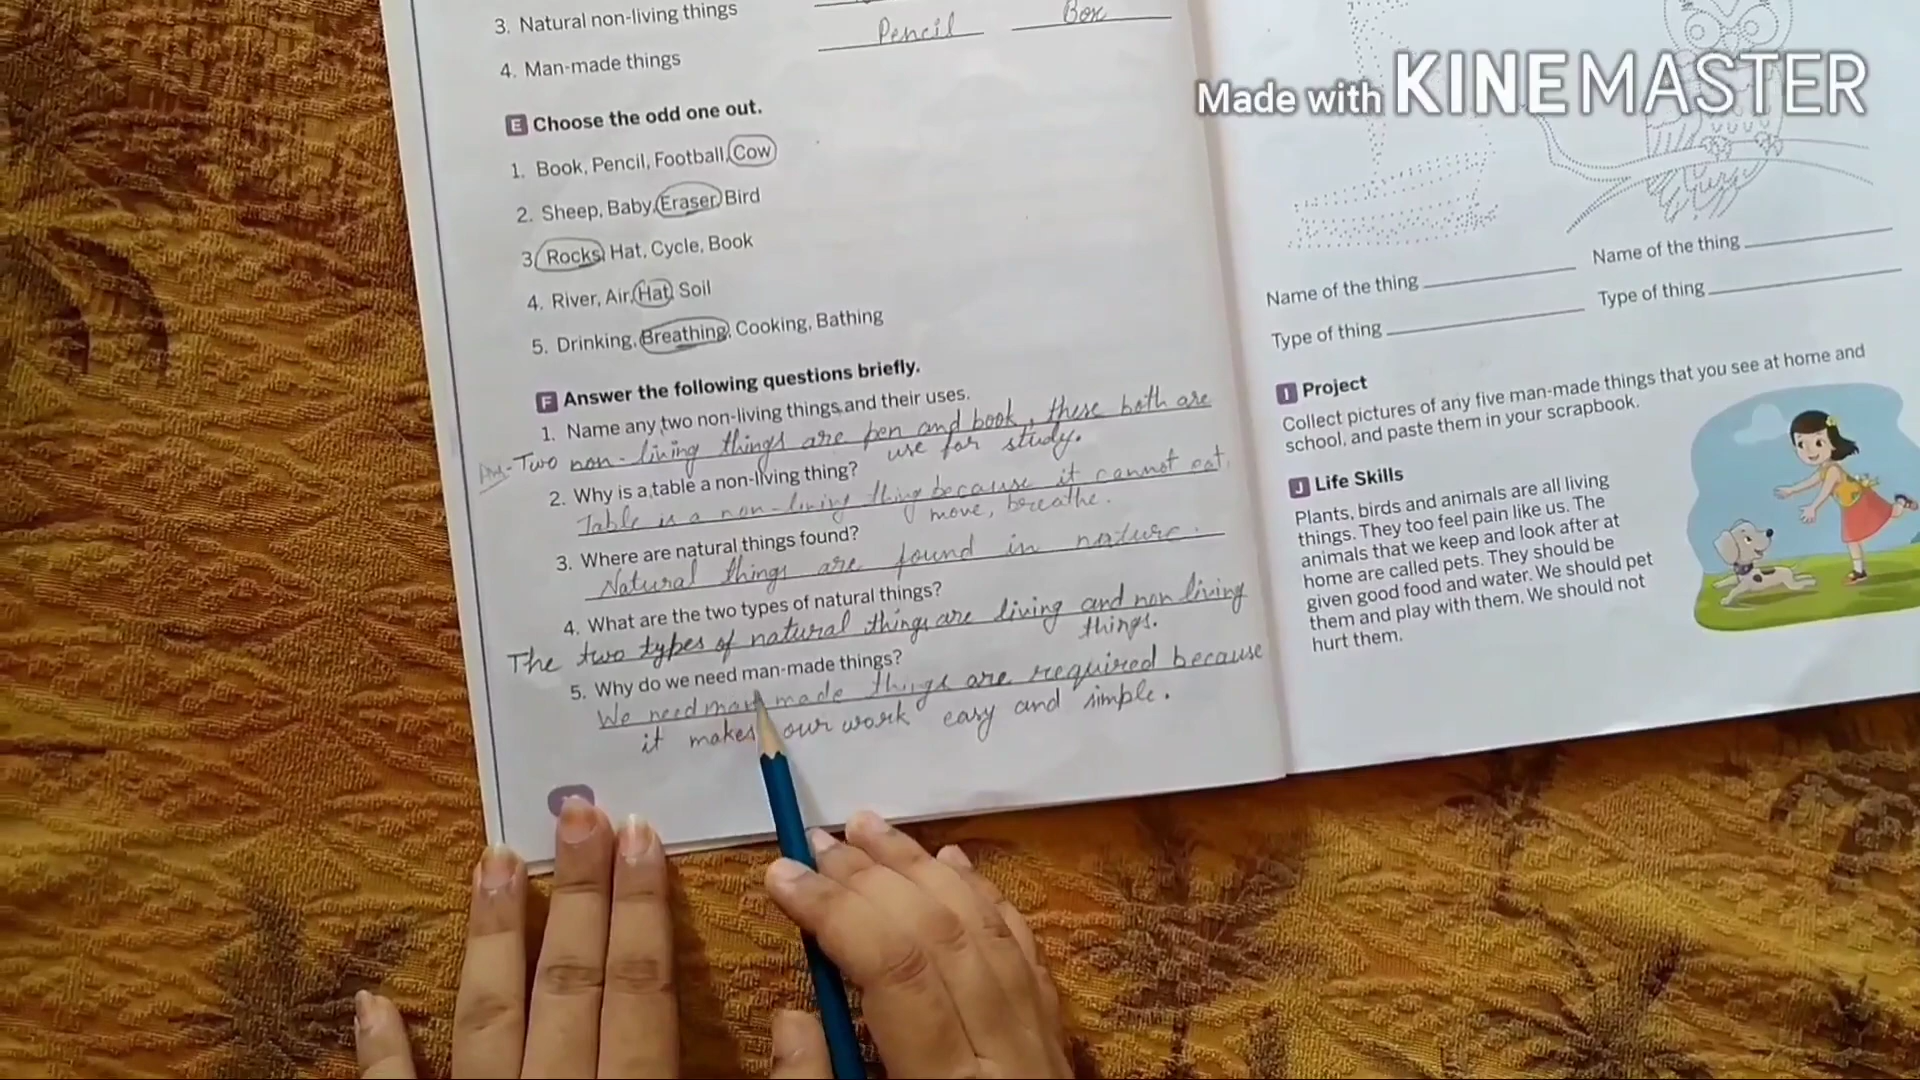 3. Natural non-living things
4. Man-made things
Pencil Box
E Choose the odd one out.
1. Book, Pencil, Football, Cow
2. Sheep, Baby, Eraser, Bird
3. Rocks, Hat, Cycle, Book
4. River, Air, Hat, Soil
5. Drinking, Breathing, Cooking, Bathing
F Answer the following questions briefly.
1. Name any two non-living things and their uses.
Ans- Two non-living things are pen and book, these both are
use for study.
2. Why is a table a non-living thing?
Table is a non-living thing because it cannot eat,
move, breathe.
3. Where are natural things found?
Natural things are found in nature.
4. What are the two types of natural things?
The two types of natural things are living and non living
things.
5. Why do we need man-made things?
We need man made things are required because
it makes our work easy and simple.
Made with KINEMASTER
Name of the thing
Type of thing
Name of the thing
Type of thing
I Project
Collect pictures of any five man-made things that you see at home and
school, and paste them in your scrapbook.
J Life Skills
Plants, birds and animals are all living
things. They too feel pain like us. The
animals that we keep and look after at
home are called pets. They should be
given good food and water. We should pet
them and play with them. We should not
hurt them.